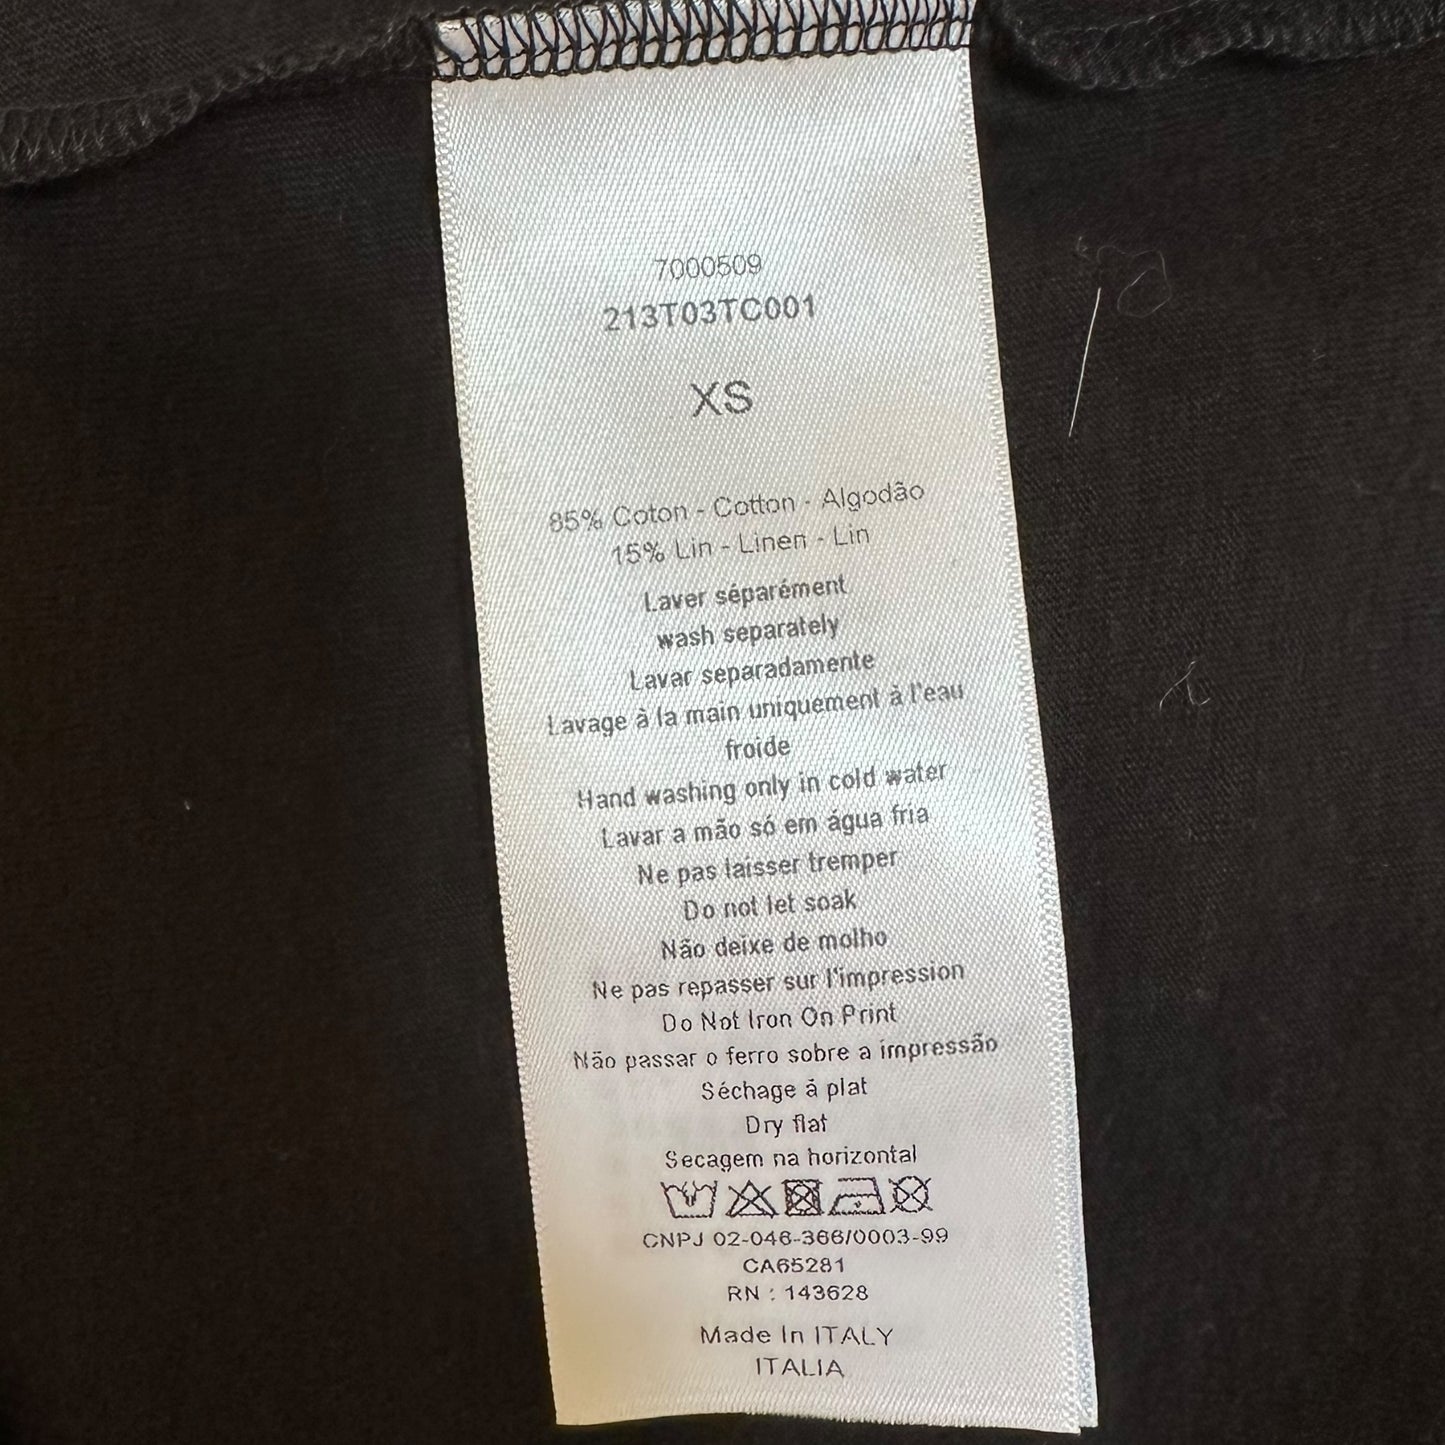 7000509
213T03TC001
XS
85% Coton - Cotton - Algodão
15% Lin - Linen - Lin
Laver séparément
wash separately
Lavar separadamente
Lavage à la main uniquement à l'eau
froide
Hand washing only in cold water
Lavar a mão só em água fria
Ne pas laisser tremper
Do not let soak
Não deixe de molho
Ne pas repasser sur l'impression
Do Not Iron On Print
Não passar o ferro sobre a impressão
Séchage à plat
Dry flat
Secagem na horizontal
CNPJ 02-046-366/0003-99
CA65281
RN : 143628
Made In ITALY
ITALIA